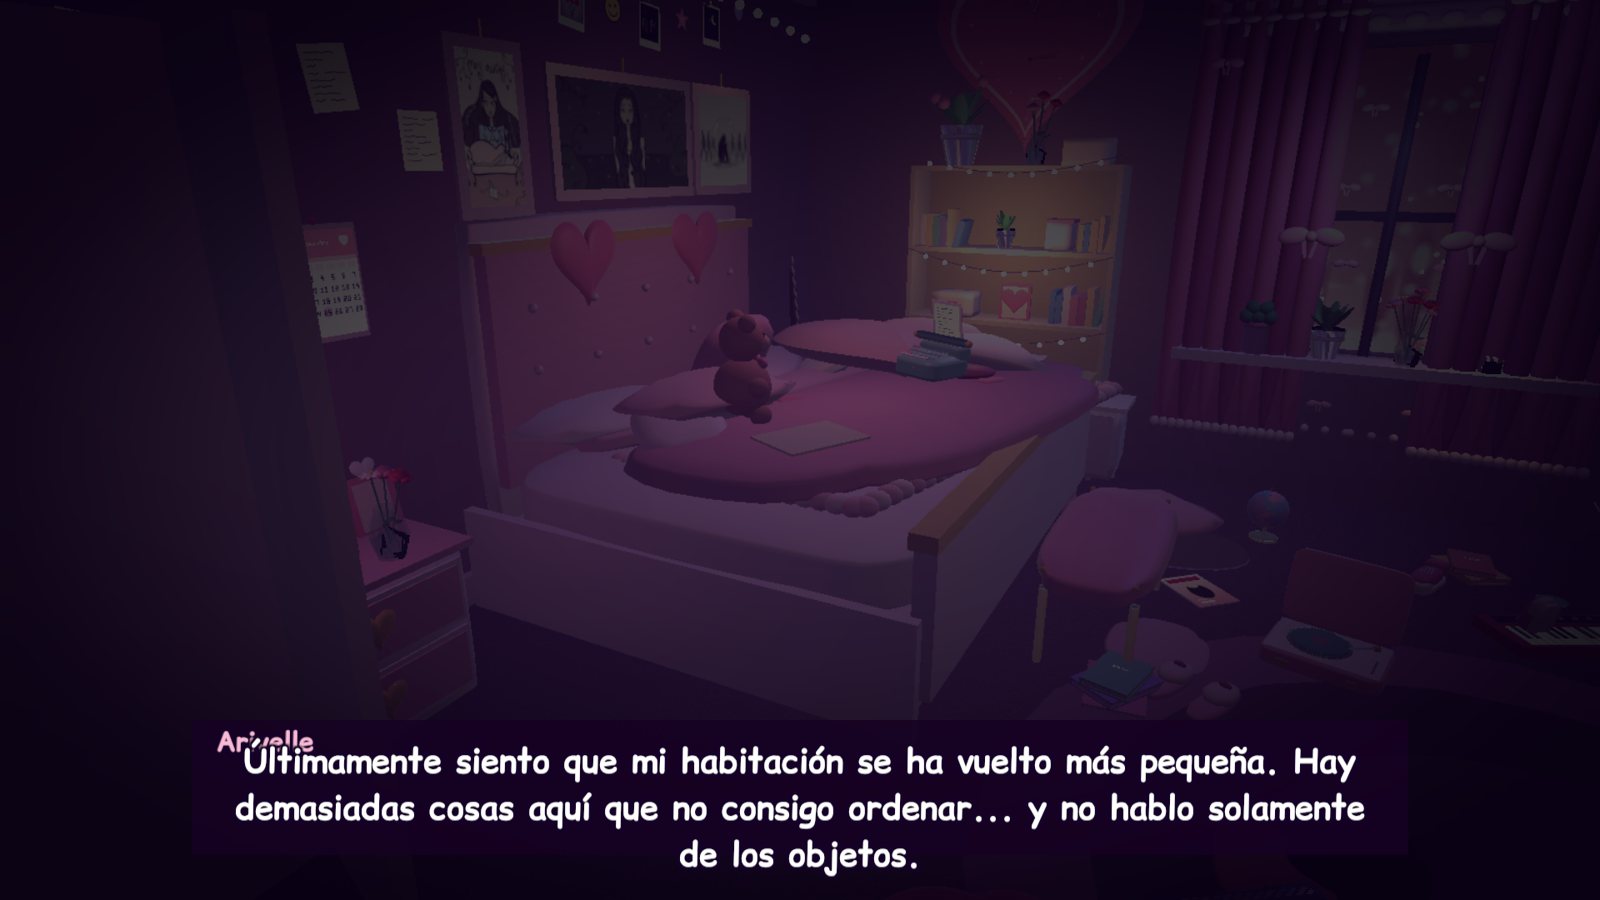 Arivelle
Últimamente siento que mi habitación se ha vuelto más pequeña. Hay
demasiadas cosas aquí que no consigo ordenar... y no hablo solamente
de los objetos.